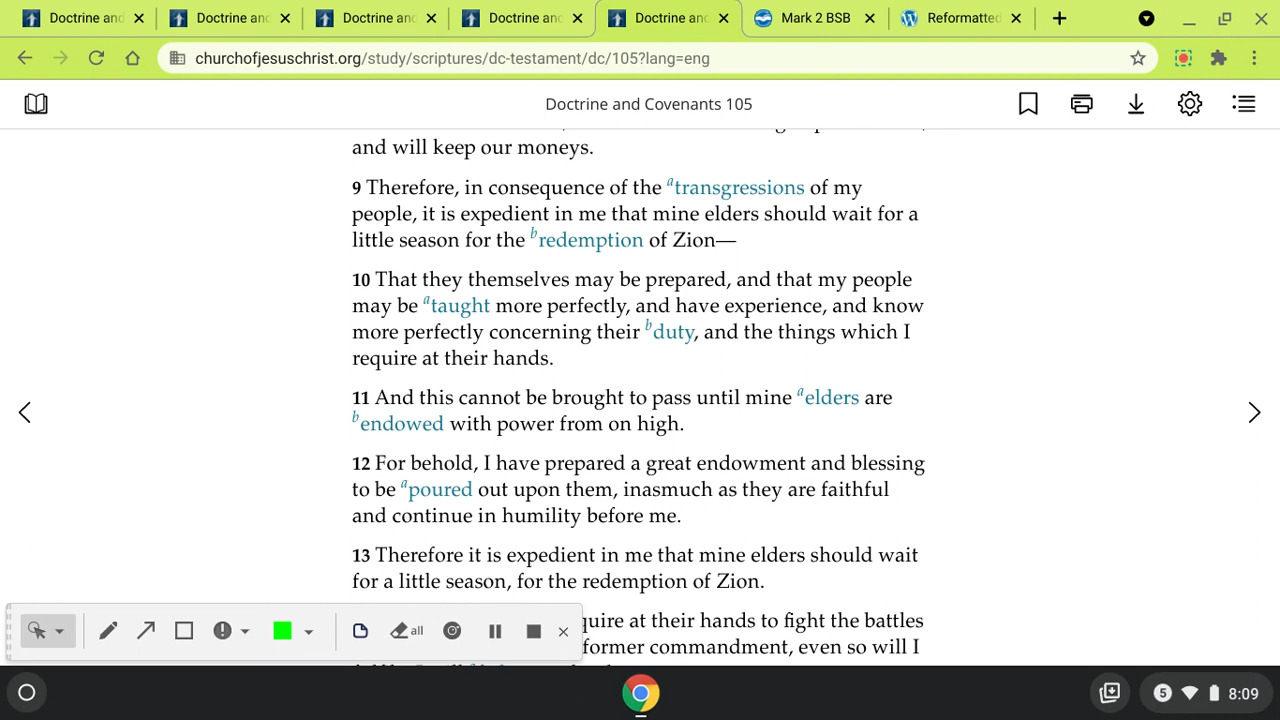 Doctrine an
Doctrine an
Doctrine an
Doctrine an
Doctrine an
Mark 2 BSB
Reformatted
churchofjesuschrist.org/study/scriptures/dc-testament/dc/105?lang=eng
Doctrine and Covenants 105
and will keep our moneys.
9 Therefore, in consequence of the a transgressions of my
people, it is expedient in me that mine elders should wait for a
little season for the b redemption of Zion—
10 That they themselves may be prepared, and that my people
may be a taught more perfectly, and have experience, and know
more perfectly concerning their b duty, and the things which I
require at their hands.
11 And this cannot be brought to pass until mine a elders are
b endowed with power from on high.
12 For behold, I have prepared a great endowment and blessing
to be a poured out upon them, inasmuch as they are faithful
and continue in humility before me.
13 Therefore it is expedient in me that mine elders should wait
for a little season, for the redemption of Zion.
quire at their hands to fight the battles
former commandment, even so will I
all
5
8:09